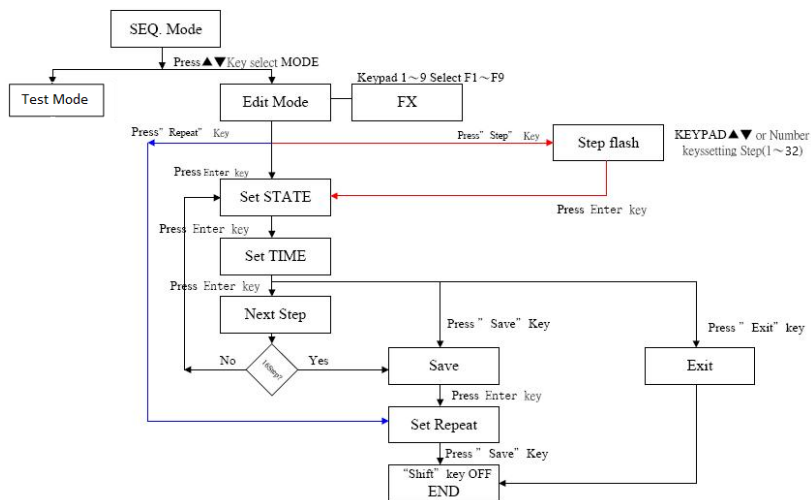 SEQ. Mode
Press▲▼Key select MODE
Keypad 1～9 Select F1～F9
Test Mode
Edit Mode
FX
Press” Repeat” Key
Press” Step” Key
Step flash
KEYPAD▲▼ or Number
keyssetting Step(1～32)
Press Enter key
Set STATE
Press Enter key
Press Enter key
Set TIME
Press Enter key
Next Step
Press ” Save” Key
Press ” Exit” key
No
16Step?
Yes
Save
Exit
Press Enter key
Set Repeat
Press ” Save” Key
“Shift” key OFF
END